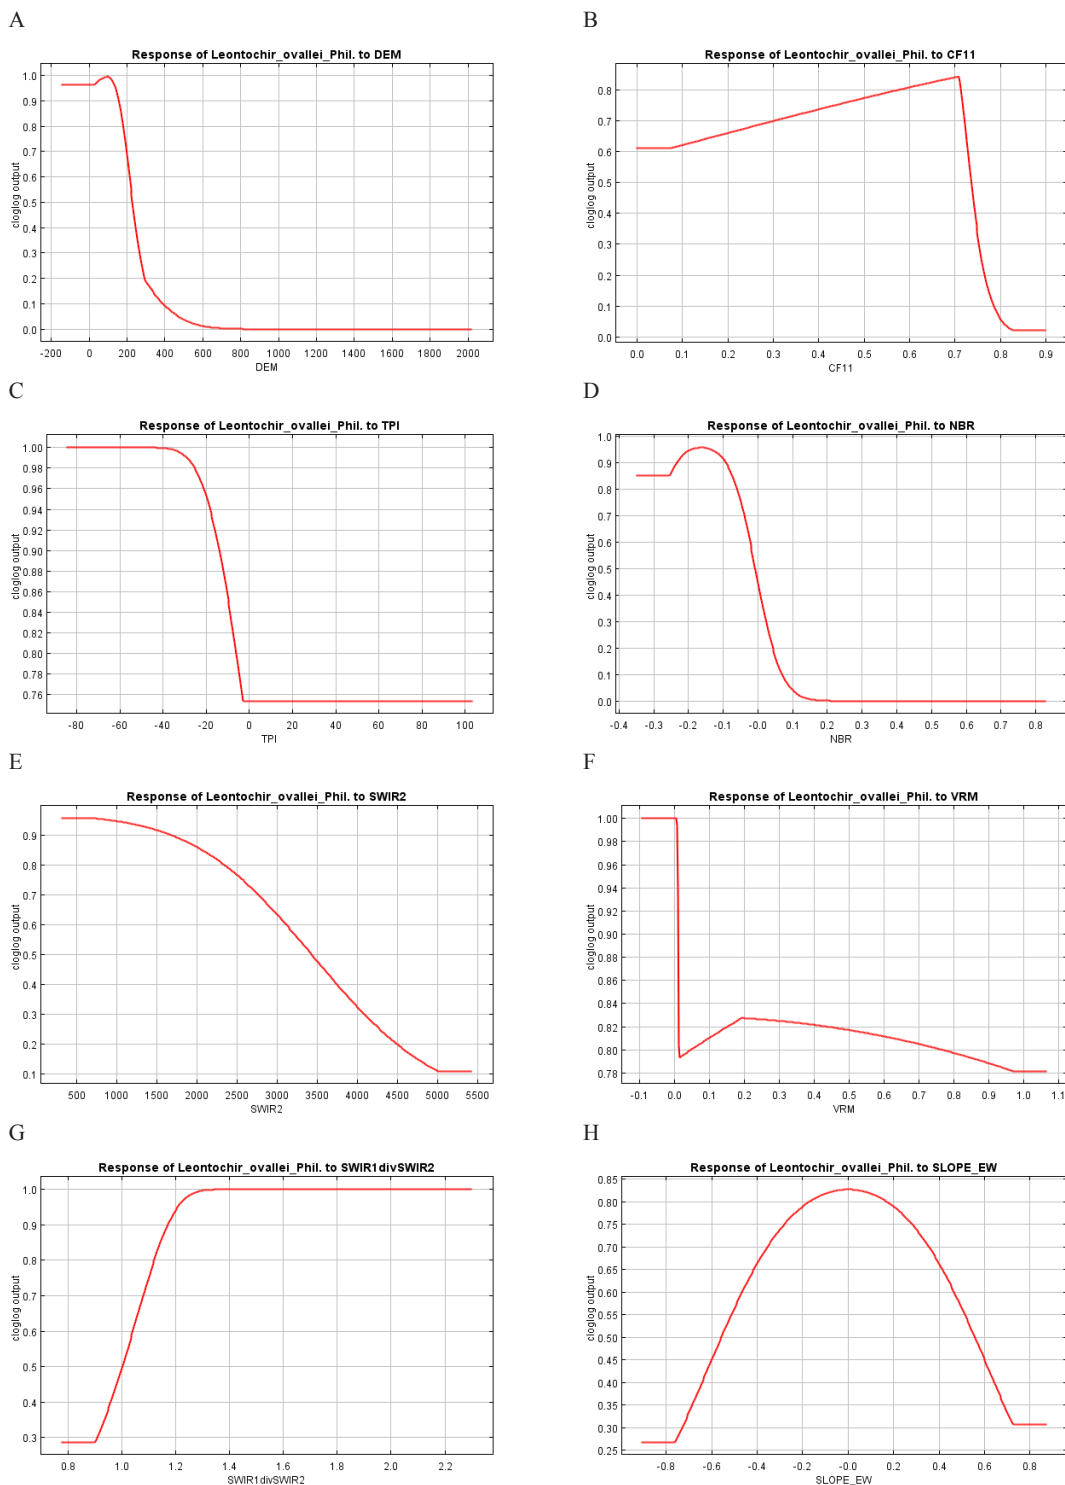 A
Response of Leontochir_ovallei_Phil. to DEM
cloglog output
1.0
0.9
0.8
0.7
0.6
0.5
0.4
0.3
0.2
0.1
0.0
-200 0 200 400 600 800 1000 1200 1400 1600 1800 2000
DEM
B
Response of Leontochir_ovallei_Phil. to CF11
cloglog output
0.8
0.7
0.6
0.5
0.4
0.3
0.2
0.1
0.0
0.0 0.1 0.2 0.3 0.4 0.5 0.6 0.7 0.8 0.9
CF11
C
Response of Leontochir_ovallei_Phil. to TPI
cloglog output
1.00
0.98
0.96
0.94
0.92
0.90
0.88
0.86
0.84
0.82
0.80
0.78
0.76
-80 -60 -40 -20 0 20 40 60 80 100
TPI
D
Response of Leontochir_ovallei_Phil. to NBR
cloglog output
1.0
0.9
0.8
0.7
0.6
0.5
0.4
0.3
0.2
0.1
0.0
-0.4 -0.3 -0.2 -0.1 -0.0 0.1 0.2 0.3 0.4 0.5 0.6 0.7 0.8
NBR
E
Response of Leontochir_ovallei_Phil. to SWIR2
cloglog output
0.9
0.8
0.7
0.6
0.5
0.4
0.3
0.2
0.1
500 1000 1500 2000 2500 3000 3500 4000 4500 5000 5500
SWIR2
F
Response of Leontochir_ovallei_Phil. to VRM
cloglog output
1.00
0.98
0.96
0.94
0.92
0.90
0.88
0.86
0.84
0.82
0.80
0.78
-0.1 0.0 0.1 0.2 0.3 0.4 0.5 0.6 0.7 0.8 0.9 1.0 1.1
VRM
G
Response of Leontochir_ovallei_Phil. to SWIR1divSWIR2
cloglog output
1.0
0.9
0.8
0.7
0.6
0.5
0.4
0.3
0.8 1.0 1.2 1.4 1.6 1.8 2.0 2.2
SWIR1divSWIR2
H
Response of Leontochir_ovallei_Phil. to SLOPE_EW
cloglog output
0.85
0.80
0.75
0.70
0.65
0.60
0.55
0.50
0.45
0.40
0.35
0.30
0.25
-0.8 -0.6 -0.4 -0.2 -0.0 0.2 0.4 0.6 0.8
SLOPE_EW